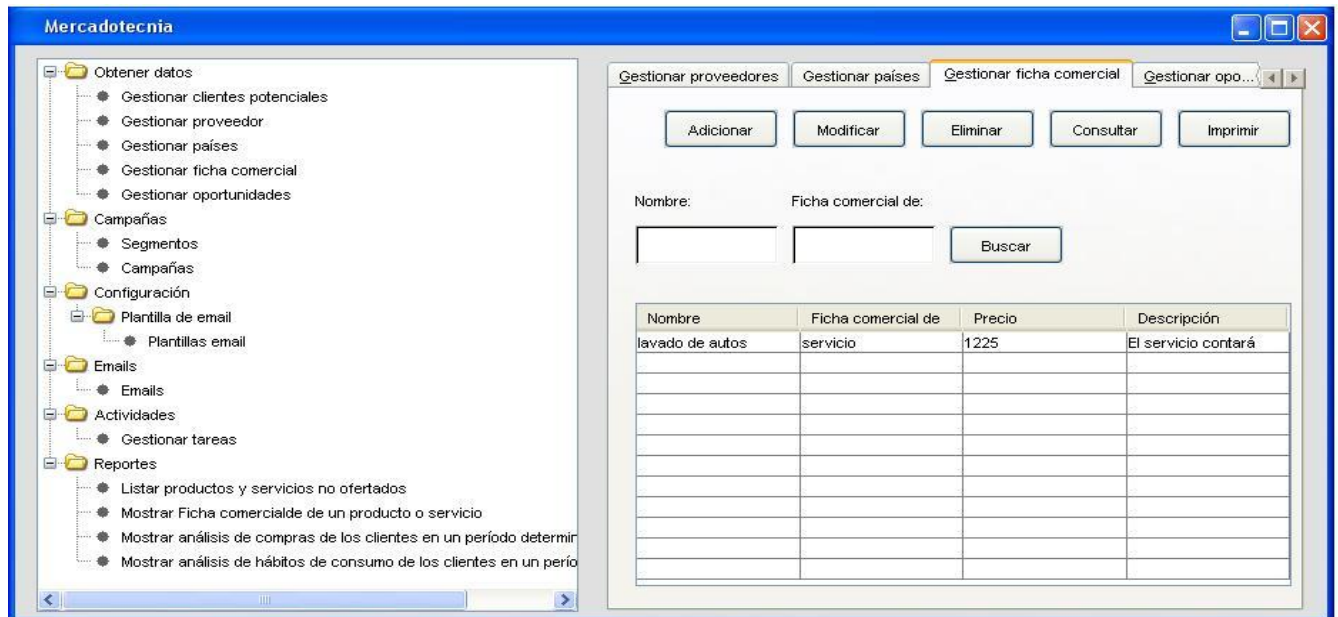 Mercadotecnia
Obtener datos
Gestionar clientes potenciales
Gestionar proveedor
Gestionar países
Gestionar ficha comercial
Gestionar oportunidades
Campañas
Segmentos
Campañas
Configuración
Plantilla de email
Plantillas email
Emails
Emails
Actividades
Gestionar tareas
Reportes
Listar productos y servicios no ofertados
Mostrar Ficha comercialde de un producto o servicio
Mostrar análisis de compras de los clientes en un período determin
Mostrar análisis de hábitos de consumo de los clientes en un perío
Gestionar proveedores Gestionar países Gestionar ficha comercial Gestionar opo...
Adicionar Modificar Eliminar Consultar Imprimir
Nombre: Ficha comercial de:
Buscar
Nombre Ficha comercial de Precio Descripción
lavado de autos servicio 1225 El servicio contará